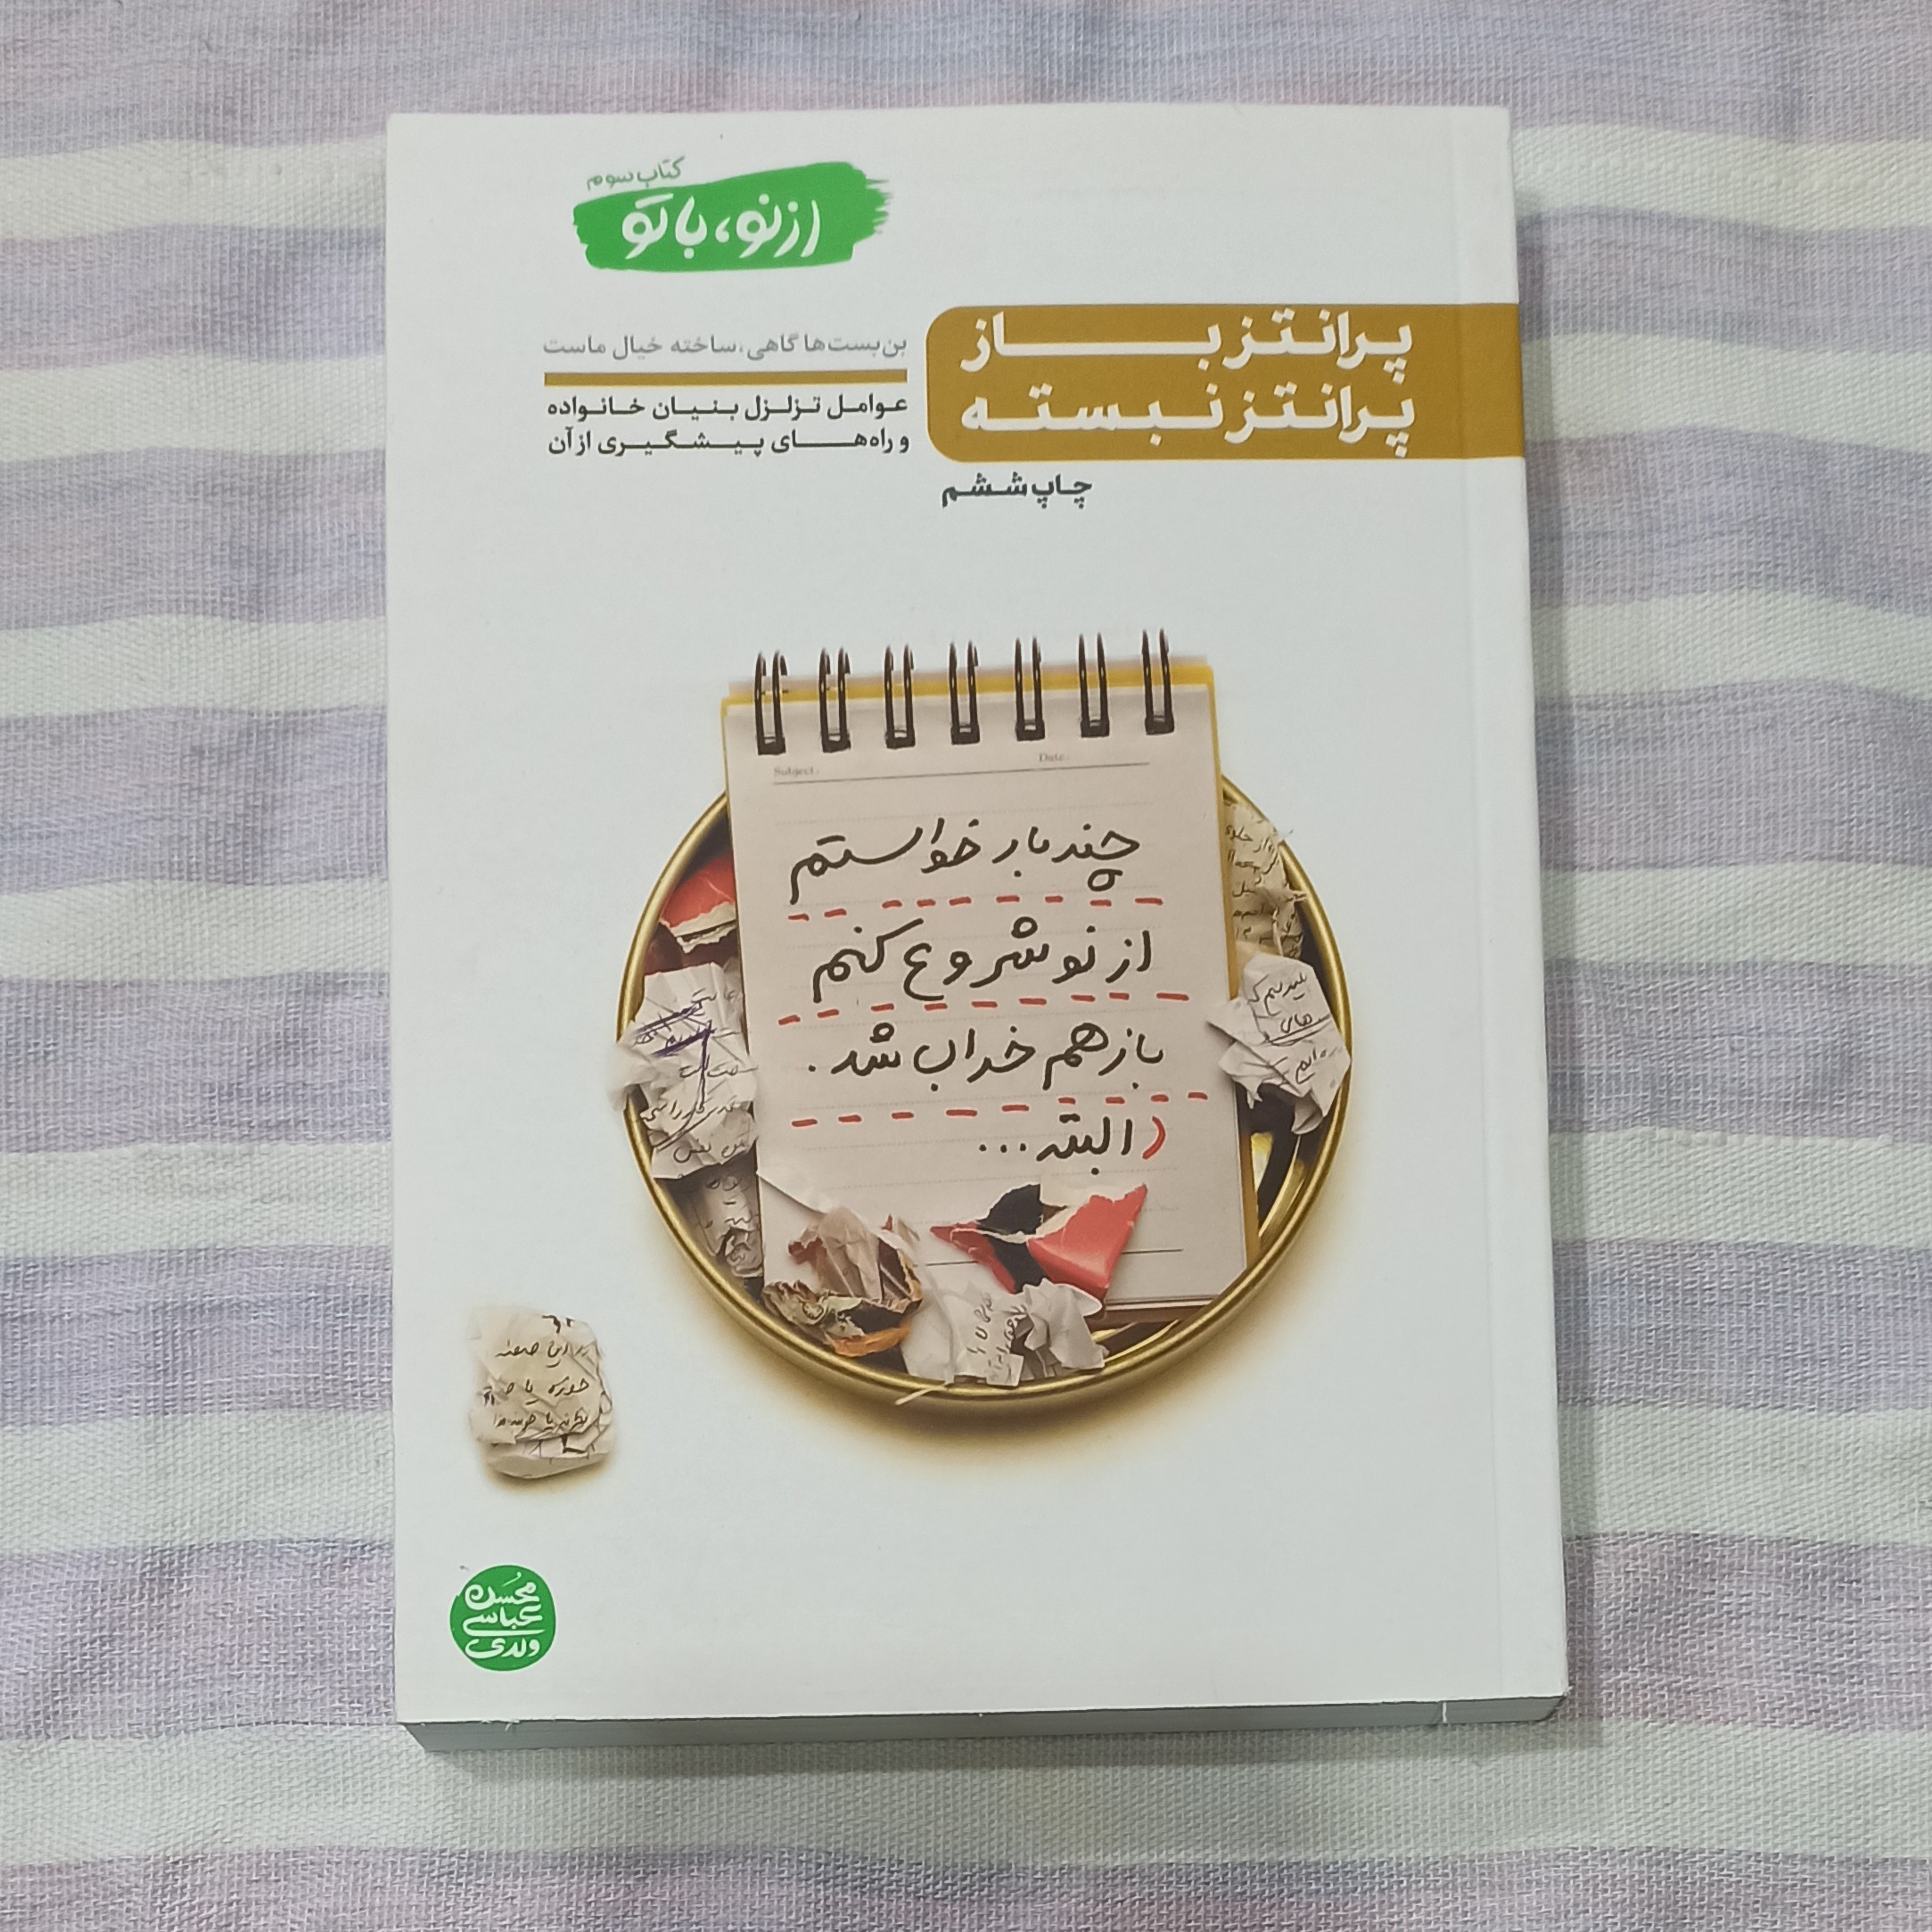 کتاب سوم
از نو، با تو
پرانتز باز
پرانتز نبسته
بن‌بست‌ها گاهی، ساخته خیال ماست
عوامل تزلزل بنیان خانواده
و راه‌های پیشگیری از آن
چاپ ششم
Subject: Date:
چند بار خواستم
از نو شروع کنم
باز هم خراب شد.
(البته...
محسن
عباسی
ولدی